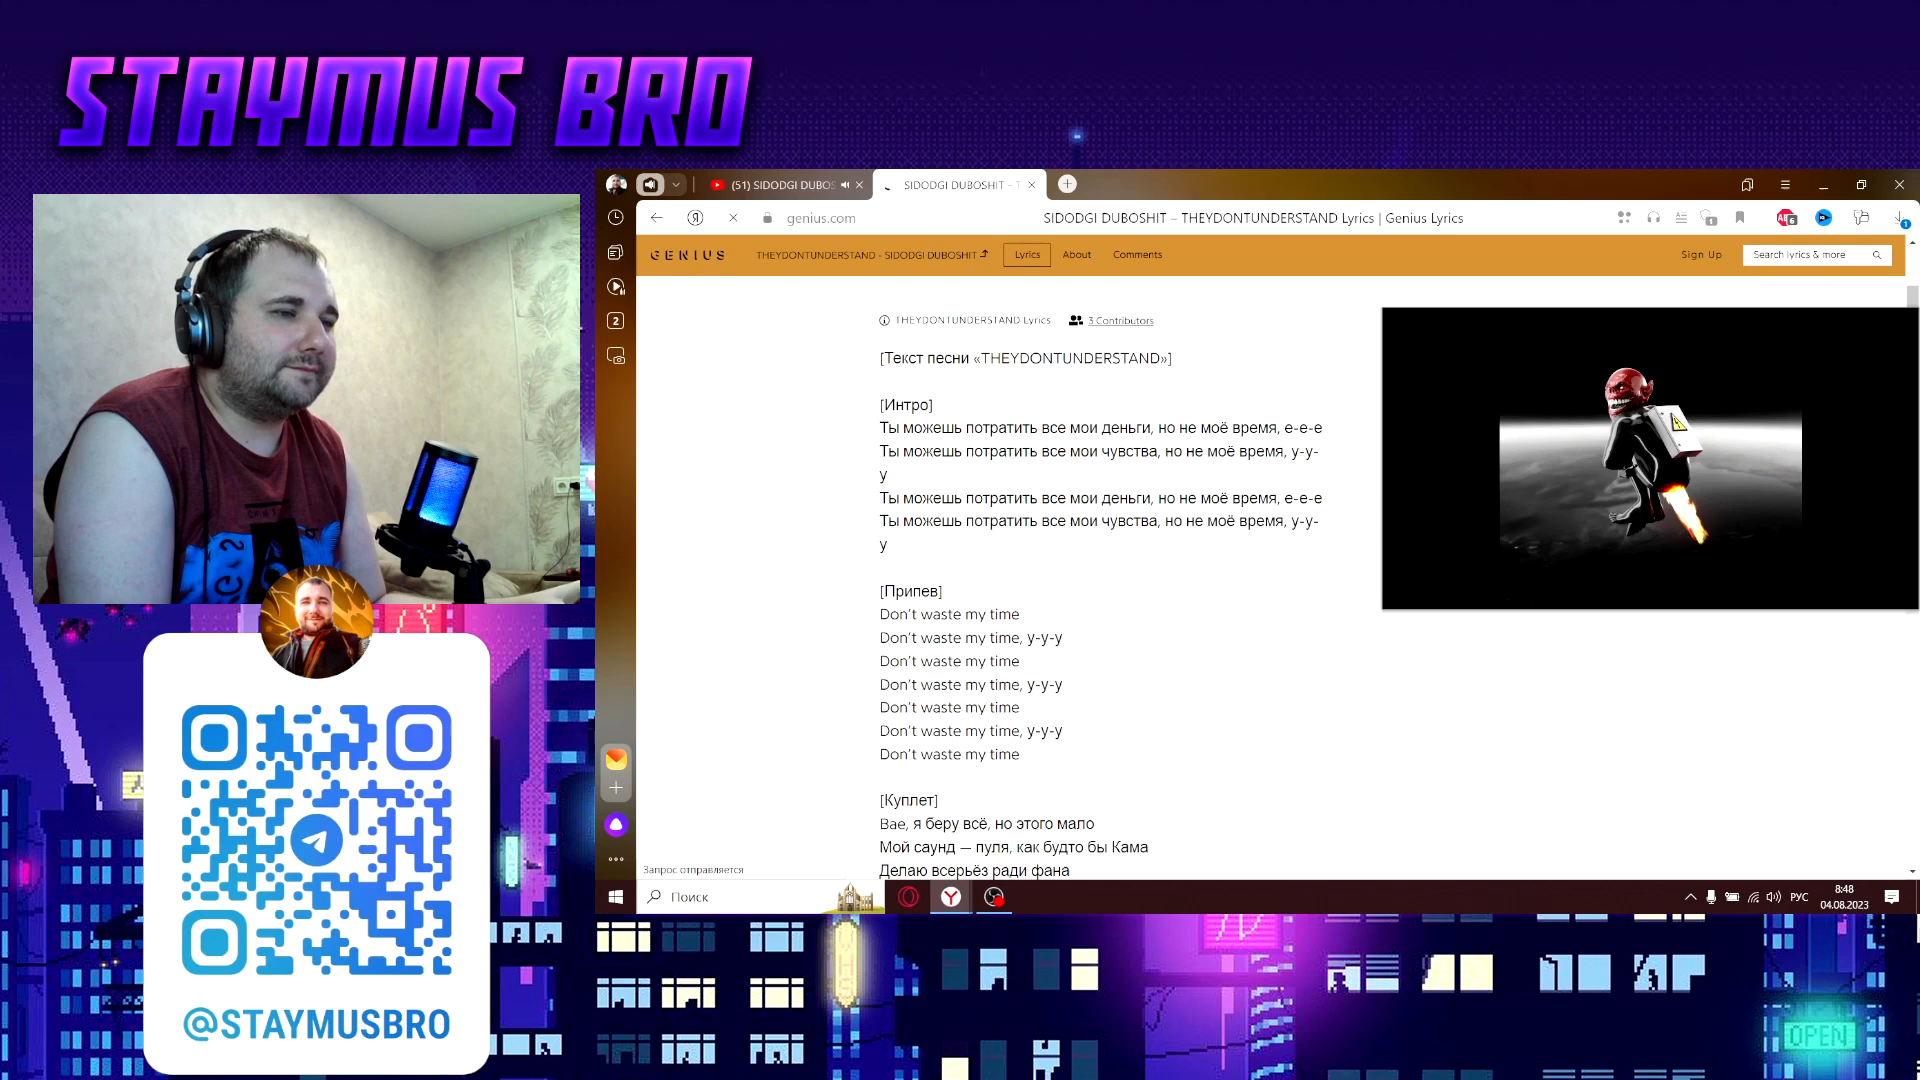 STAYMUS BRO
(51) SIDODGI DUBOS
SIDODGI DUBOSHIT – T
genius.com
SIDODGI DUBOSHIT – THEYDONTUNDERSTAND Lyrics | Genius Lyrics
GENIUS
THEYDONTUNDERSTAND - SIDODGI DUBOSHIT
Lyrics
About
Comments
Sign Up
Search lyrics & more
2
THEYDONTUNDERSTAND Lyrics
3 Contributors
[Текст песни «THEYDONTUNDERSTAND»]
[Интро]
Ты можешь потратить все мои деньги, но не моё время, е-е-е
Ты можешь потратить все мои чувства, но не моё время, у-у-
у
Ты можешь потратить все мои деньги, но не моё время, е-е-е
Ты можешь потратить все мои чувства, но не моё время, у-у-
у
[Припев]
Don't waste my time
Don't waste my time, у-у-у
Don't waste my time
Don't waste my time, у-у-у
Don't waste my time
Don't waste my time, у-у-у
Don't waste my time
[Куплет]
Bae, я беру всё, но этого мало
Мой саунд — пуля, как будто бы Кама
Делаю всерьёз ради фана
Запрос отправляется
Поиск
РУС
8:48
04.08.2023
@STAYMUSBRO
OPEN